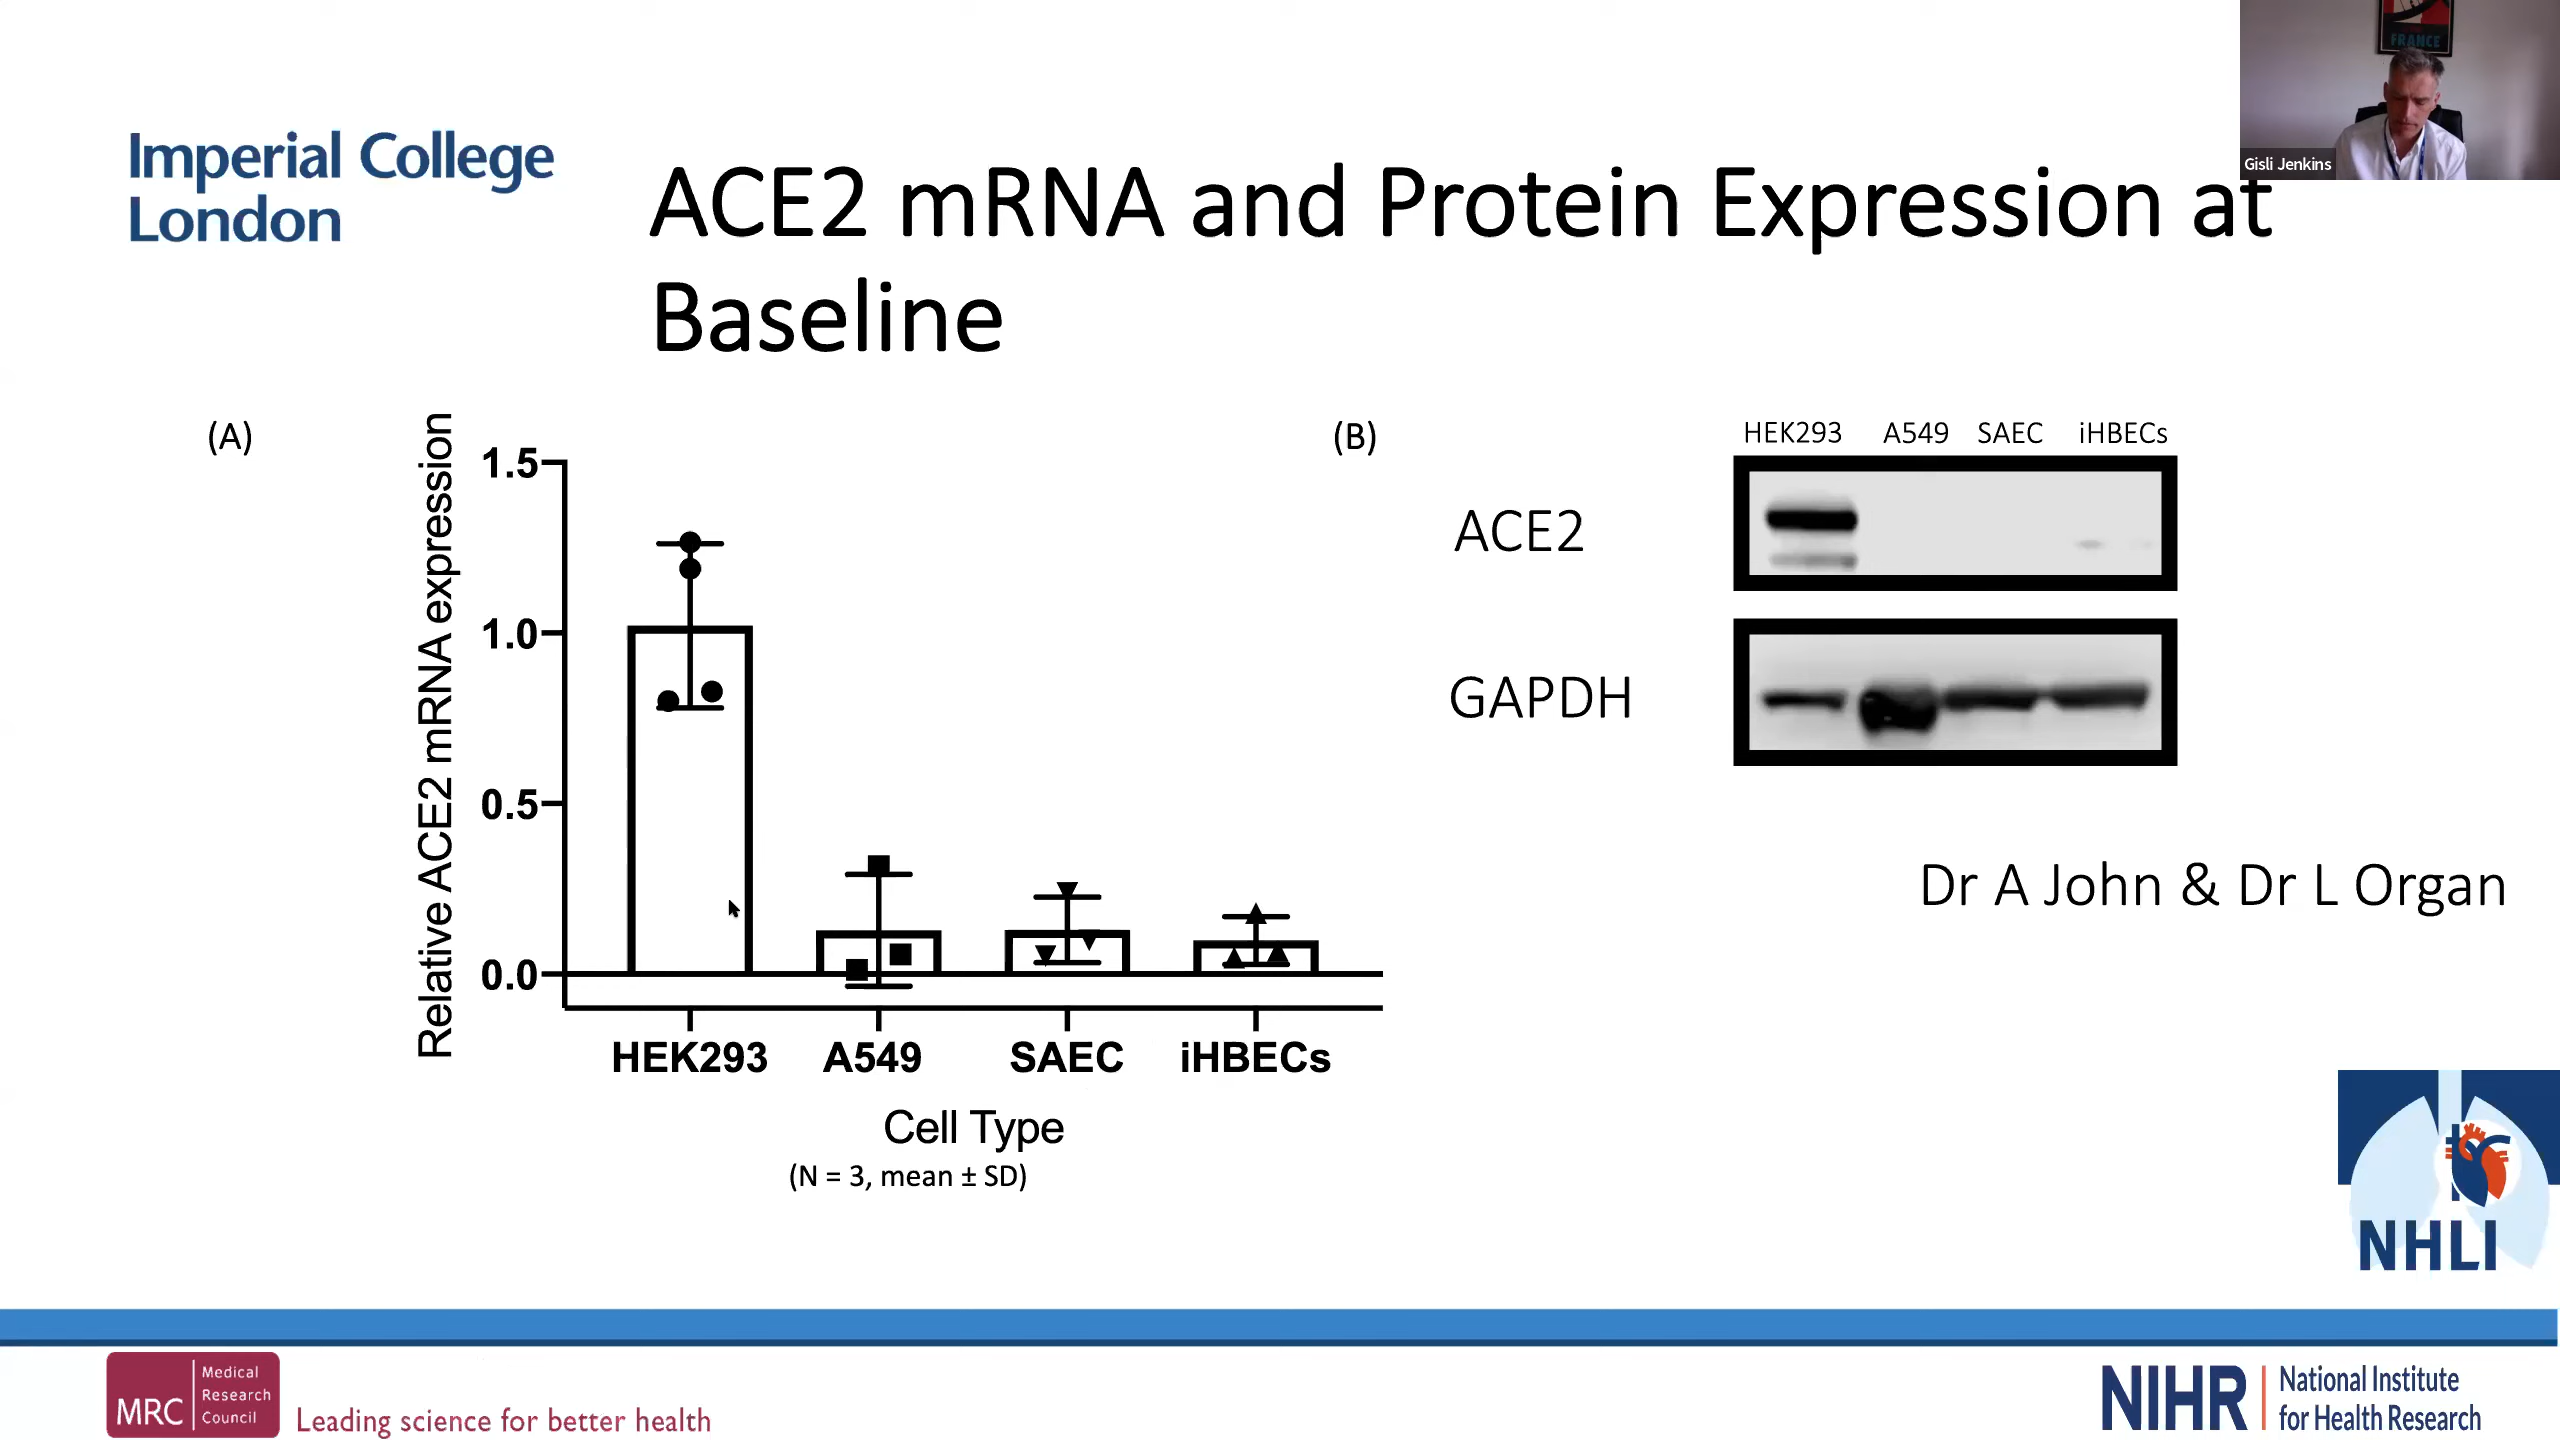 FRANCE
Gisli Jenkins
Imperial College
London
ACE2 mRNA and Protein Expression at
Baseline
(A)
Relative ACE2 mRNA expression
1.5
1.0
0.5
0.0
HEK293 A549 SAEC iHBECs
Cell Type
(N = 3, mean ± SD)
(B)
HEK293 A549 SAEC iHBECs
ACE2
GAPDH
Dr A John & Dr L Organ
NHLI
MRC
Medical
Research
Council
Leading science for better health
NIHR
National Institute
for Health Research